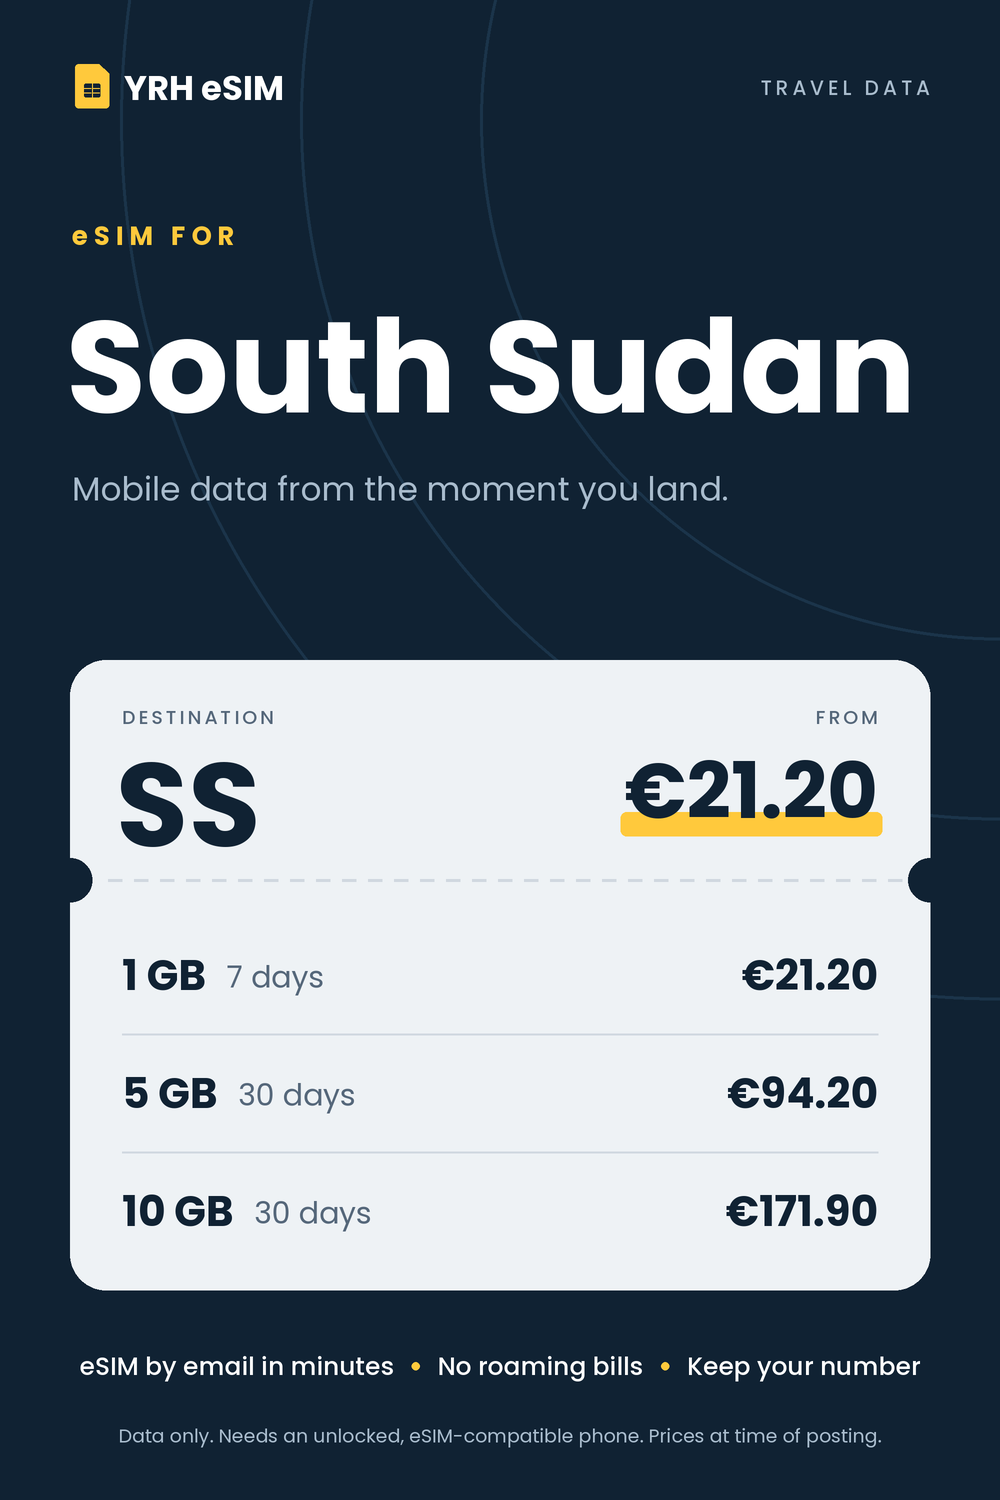 YRH eSIM
TRAVEL DATA
eSIM FOR
South Sudan
Mobile data from the moment you land.
DESTINATION
FROM
SS
€21.20
1 GB 7 days €21.20
5 GB 30 days €94.20
10 GB 30 days €171.90
eSIM by email in minutes • No roaming bills • Keep your number
Data only. Needs an unlocked, eSIM-compatible phone. Prices at time of posting.